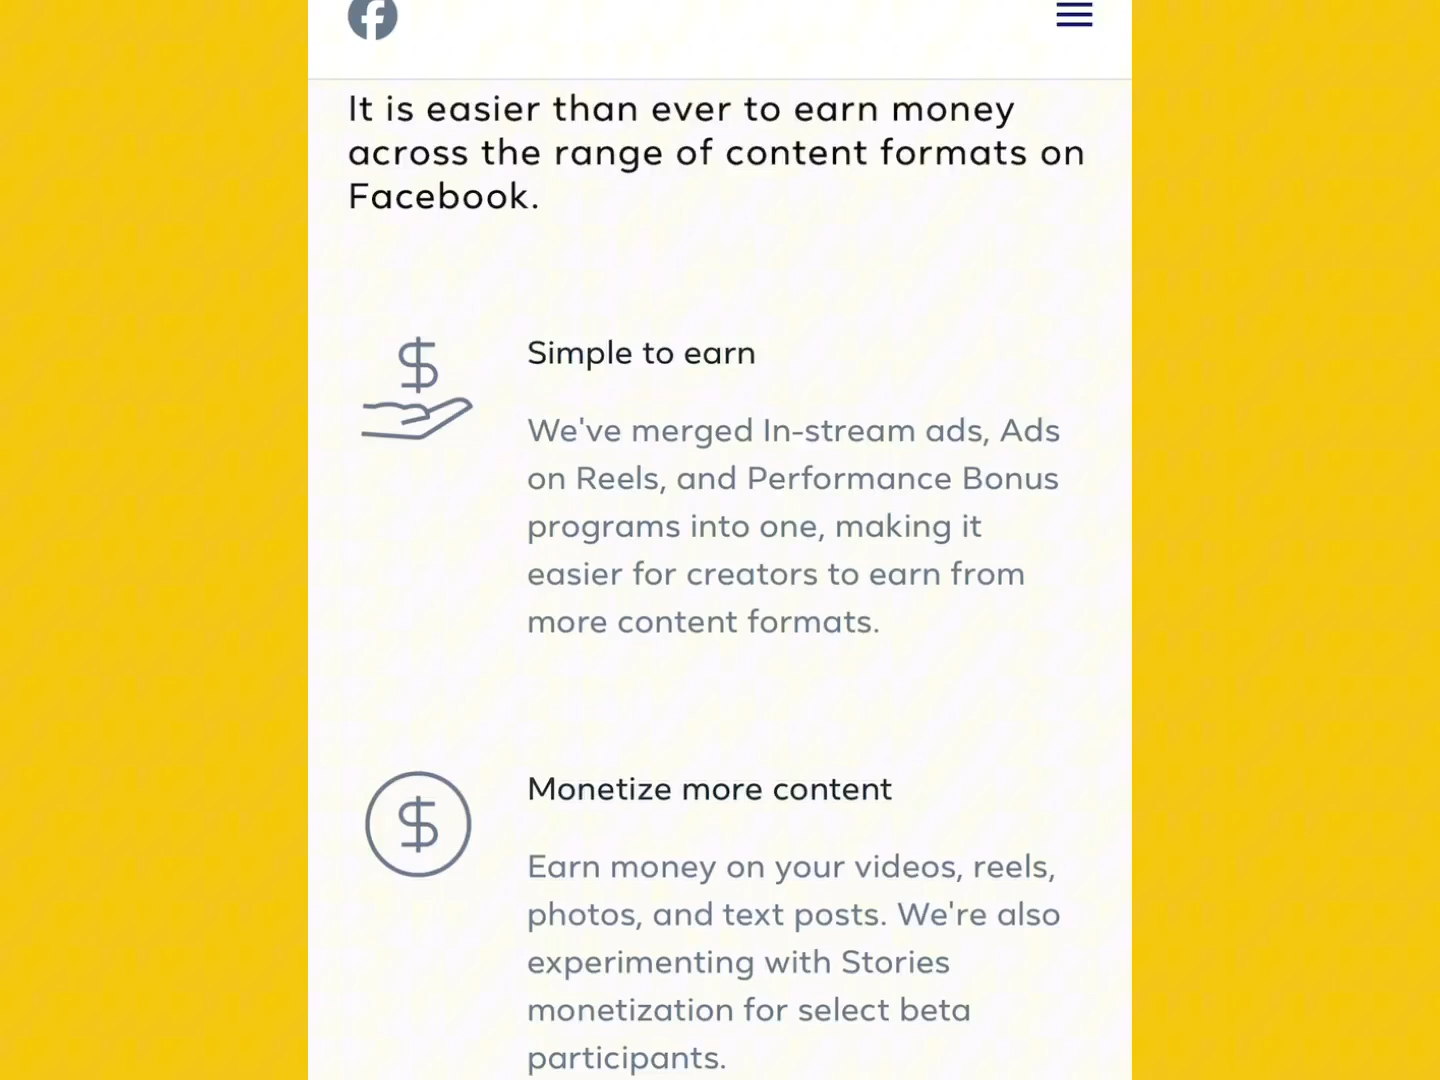 It is easier than ever to earn money
across the range of content formats on
Facebook.
Simple to earn
We've merged In-stream ads, Ads
on Reels, and Performance Bonus
programs into one, making it
easier for creators to earn from
more content formats.
Monetize more content
Earn money on your videos, reels,
photos, and text posts. We're also
experimenting with Stories
monetization for select beta
participants.